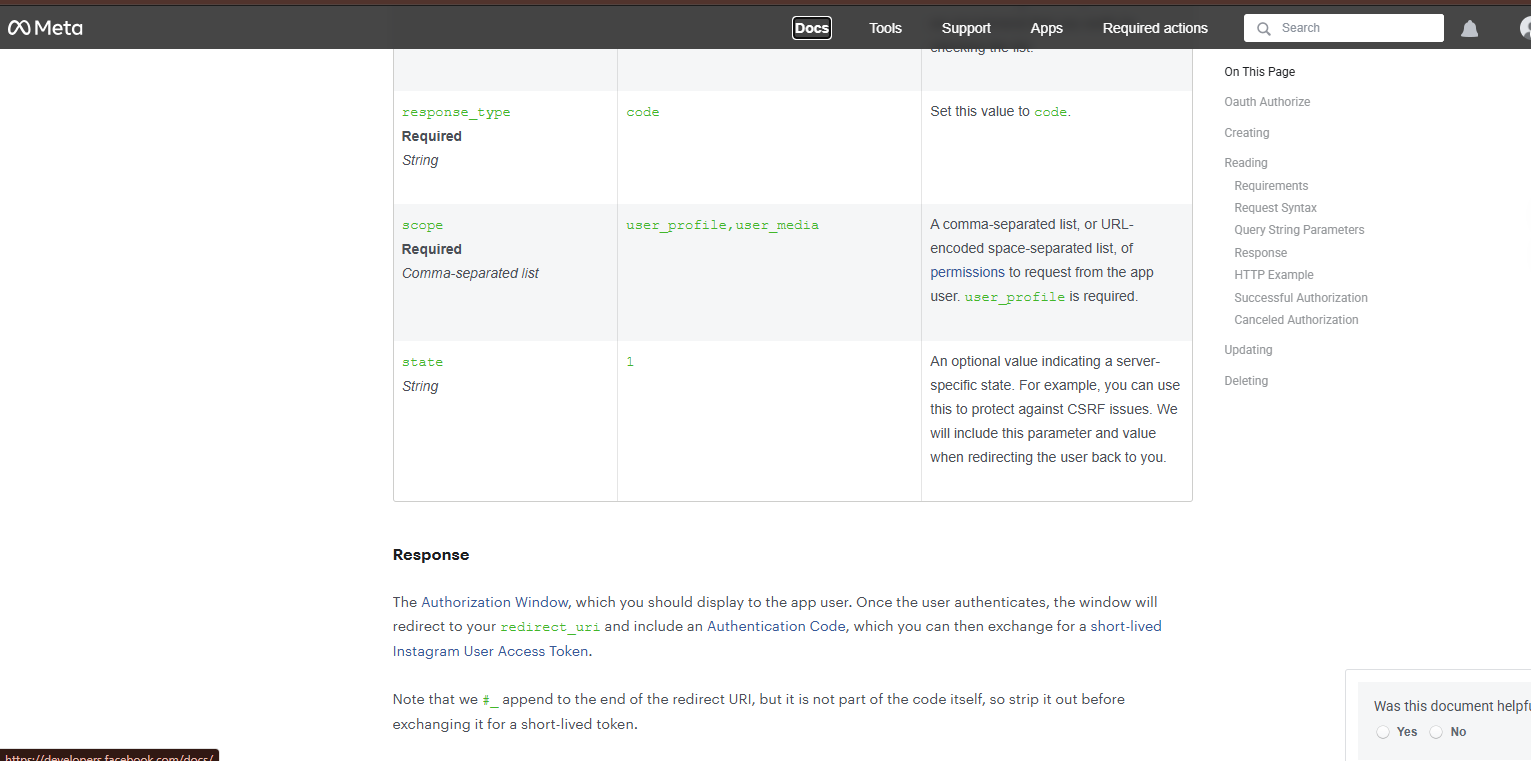 Meta
Docs
Tools
Support
Apps
Required actions
Search
checking the list.
response_type
Required
String
code
Set this value to code.
scope
Required
Comma-separated list
user_profile,user_media
A comma-separated list, or URL-
encoded space-separated list, of
permissions to request from the app
user. user_profile is required.
state
String
1
An optional value indicating a server-
specific state. For example, you can use
this to protect against CSRF issues. We
will include this parameter and value
when redirecting the user back to you.
Response
The Authorization Window, which you should display to the app user. Once the user authenticates, the window will
redirect to your redirect_uri and include an Authentication Code, which you can then exchange for a short-lived
Instagram User Access Token.
Note that we #_ append to the end of the redirect URI, but it is not part of the code itself, so strip it out before
exchanging it for a short-lived token.
On This Page
Oauth Authorize
Creating
Reading
Requirements
Request Syntax
Query String Parameters
Response
HTTP Example
Successful Authorization
Canceled Authorization
Updating
Deleting
Was this document helpfu
Yes
No
https://developers.facebook.com/docs/